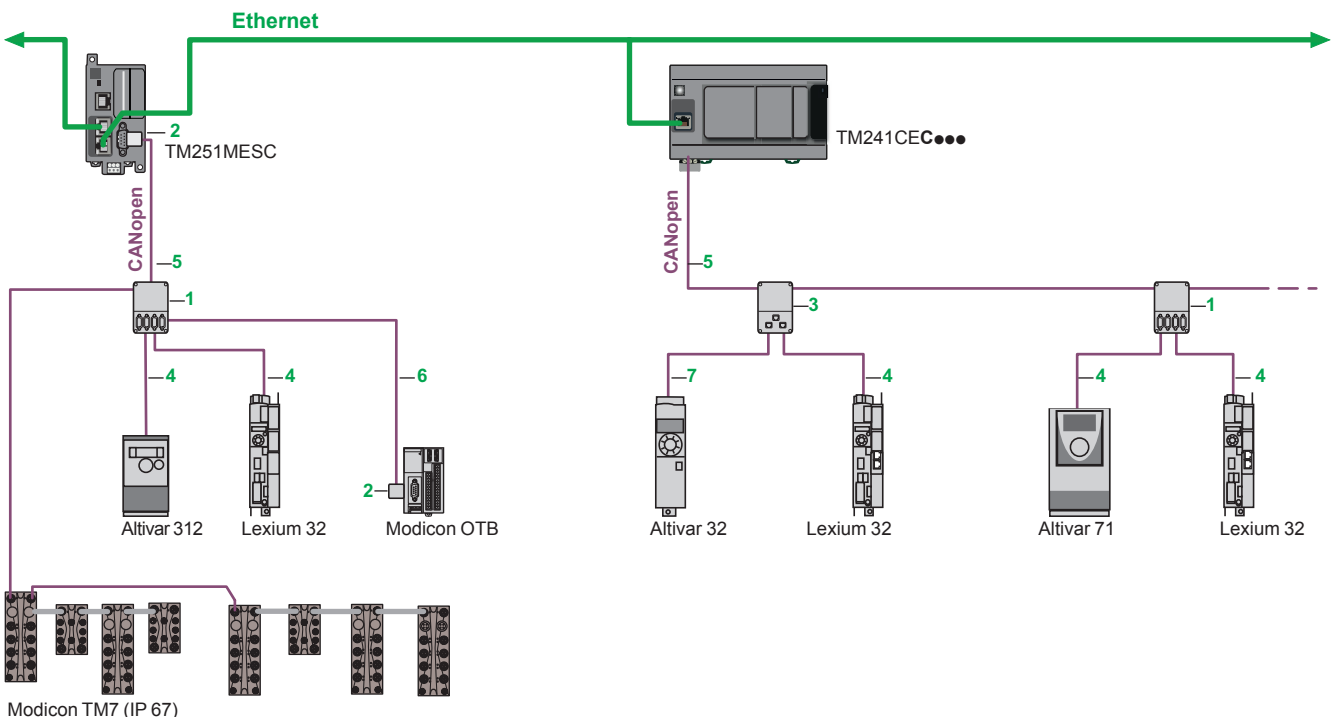 Ethernet
2
TM251MESC
TM241CEC●●●
CANopen
5
CANopen
5
1
3
1
4
4
6
7
4
4
4
2
Altivar 312
Lexium 32
Modicon OTB
Altivar 32
Lexium 32
Altivar 71
Lexium 32
Modicon TM7 (IP 67)